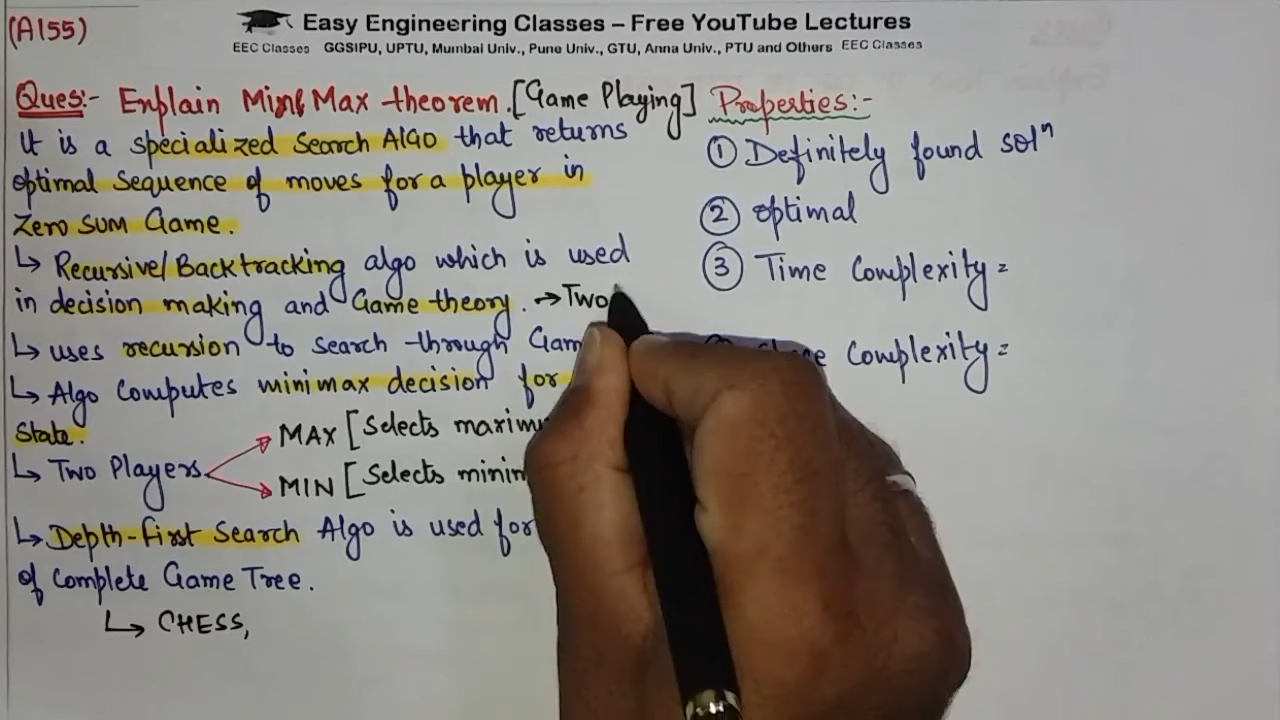 (A155)
Easy Engineering Classes – Free YouTube Lectures
EEC Classes GGSIPU, UPTU, Mumbai Univ., Pune Univ., GTU, Anna Univ., PTU and Others EEC Classes
Ques:- Explain Max theorem. [Game Playing]
It is a specialized Search Algo that returns
optimal sequence of moves for a player in
Zero sum Game.
↳ Recursive/Backtracking algo which is used
in decision making and Game theory. → Two
↳ uses recursion to search through Gam
↳ Algo computes minimax decision for
State.
↳ Two Players
MAX [Selects maximu
MIN [Selects minim
↳ Depth-first Search Algo is used for
of complete Game Tree.
↳ CHESS,
Properties:-
① Definitely found solⁿ
② optimal
③ Time Complexity =
Complexity =